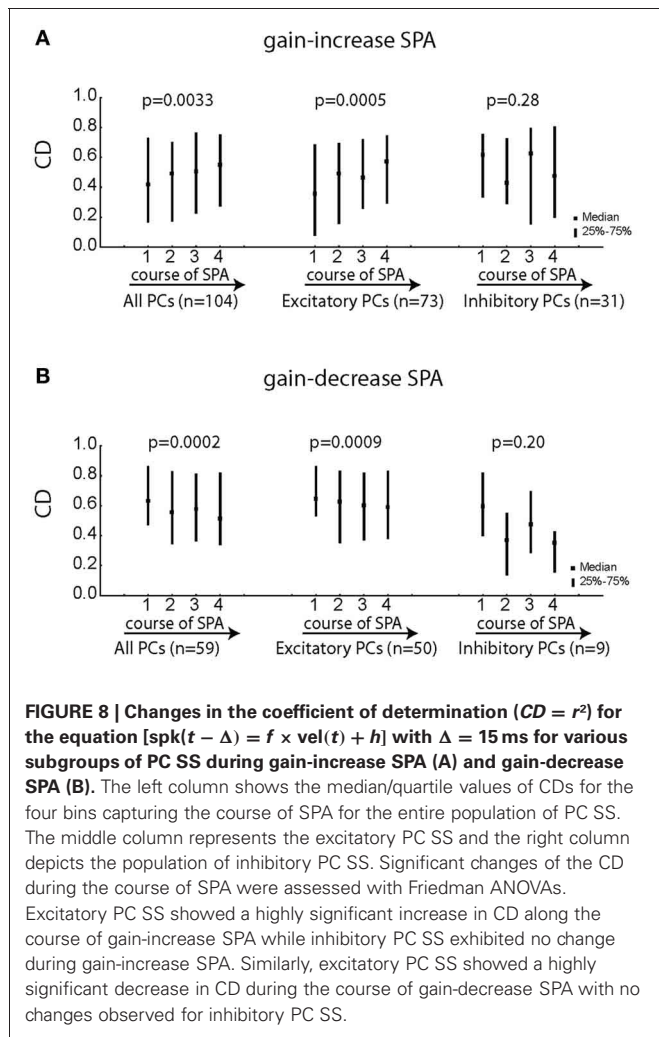 A
gain-increase SPA
p=0.0033 p=0.0005 p=0.28
1.0
0.8
0.6
0.4
0.2
0.0
CD
1 2 3 4 1 2 3 4 1 2 3 4
course of SPA course of SPA course of SPA
All PCs (n=104) Excitatory PCs (n=73) Inhibitory PCs (n=31)
Median
25%-75%
B
gain-decrease SPA
p=0.0002 p=0.0009 p=0.20
1.0
0.8
0.6
0.4
0.2
0.0
CD
1 2 3 4 1 2 3 4 1 2 3 4
course of SPA course of SPA course of SPA
All PCs (n=59) Excitatory PCs (n=50) Inhibitory PCs (n=9)
Median
25%-75%
FIGURE 8 | Changes in the coefficient of determination (CD = r²) for
the equation [spk(t − Δ) = f × vel(t) + h] with Δ = 15 ms for various
subgroups of PC SS during gain-increase SPA (A) and gain-decrease
SPA (B). The left column shows the median/quartile values of CDs for the
four bins capturing the course of SPA for the entire population of PC SS.
The middle column represents the excitatory PC SS and the right column
depicts the population of inhibitory PC SS. Significant changes of the CD
during the course of SPA were assessed with Friedman ANOVAs.
Excitatory PC SS showed a highly significant increase in CD along the
course of gain-increase SPA while inhibitory PC SS exhibited no change
during gain-increase SPA. Similarly, excitatory PC SS showed a highly
significant decrease in CD during the course of gain-decrease SPA with no
changes observed for inhibitory PC SS.